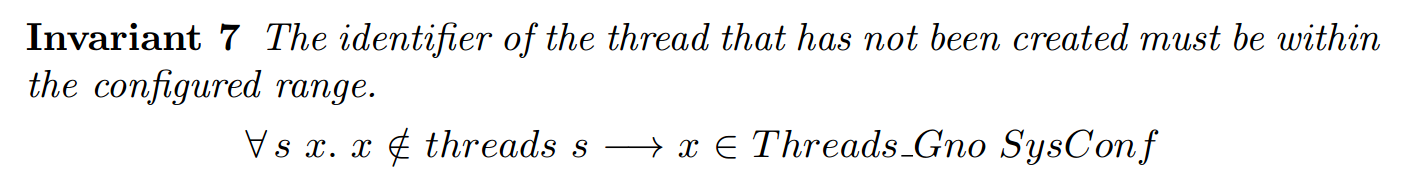 Invariant 7 The identifier of the thread that has not been created must be within
the configured range.
∀ s x. x ∉ threads s ⟶ x ∈ Threads_Gno SysConf